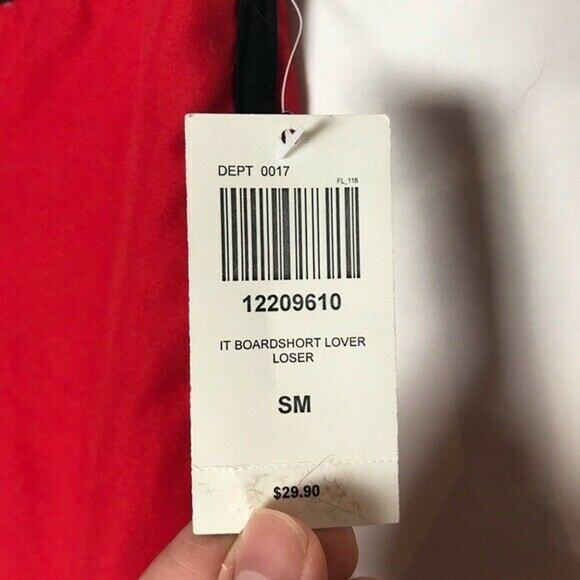 DEPT 0017
FL_118
12209610
IT BOARDSHORT LOVER
LOSER
SM
$29.90